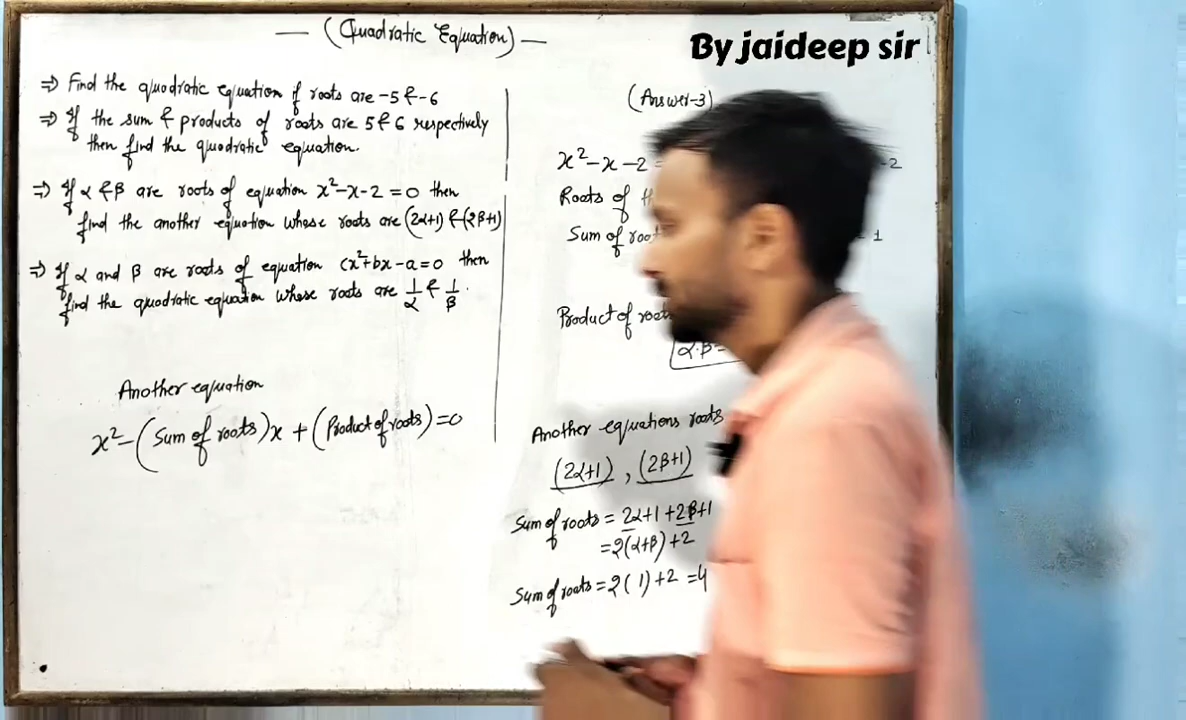 — (Quadratic Equation) —
By jaideep sir
⇒ Find the quadratic equation if roots are -5 & -6
⇒ If the sum & products of roots are 5 & 6 respectively
then find the quadratic equation.
⇒ If α & β are roots of equation x²-x-2=0 then
find the another equation whose roots are (2α+1) & (2β+1)
⇒ If α and β are roots of equation cx²+bx-a=0 then
find the quadratic equation whose roots are 1/α & 1/β.
Another equation
x²-(Sum of roots)x + (Product of roots)=0
(Answer-3)
x²-x-2 = -2
Roots of
Sum of 1
Product of roots
α·β=
Another equations roots
(2α+1), (2β+1)
Sum of roots = 2α+1+2β+1
=2(α+β)+2
Sum of roots=2(1)+2=4